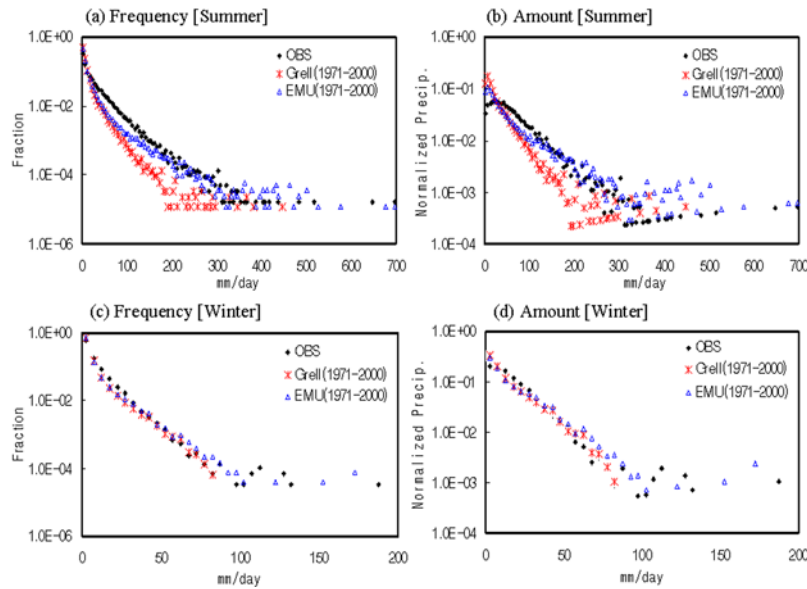 (a) Frequency [Summer]
(b) Amount [Summer]
1.0E+00
1.0E-02
1.0E-04
1.0E-06
Fraction
OBS
Grell(1971-2000)
EMU(1971-2000)
0 100 200 300 400 500 600 700
mm/day
1.0E+00
1.0E-01
1.0E-02
1.0E-03
1.0E-04
Normalized Precip.
OBS
Grell(1971-2000)
EMU(1971-2000)
0 100 200 300 400 500 600 700
mm/day
(c) Frequency [Winter]
(d) Amount [Winter]
1.0E+00
1.0E-02
1.0E-04
1.0E-06
Fraction
OBS
Grell(1971-2000)
EMU(1971-2000)
0 50 100 150 200
mm/day
1.0E+00
1.0E-01
1.0E-02
1.0E-03
1.0E-04
Normalized Precip.
OBS
Grell(1971-2000)
EMU(1971-2000)
0 50 100 150 200
mm/day